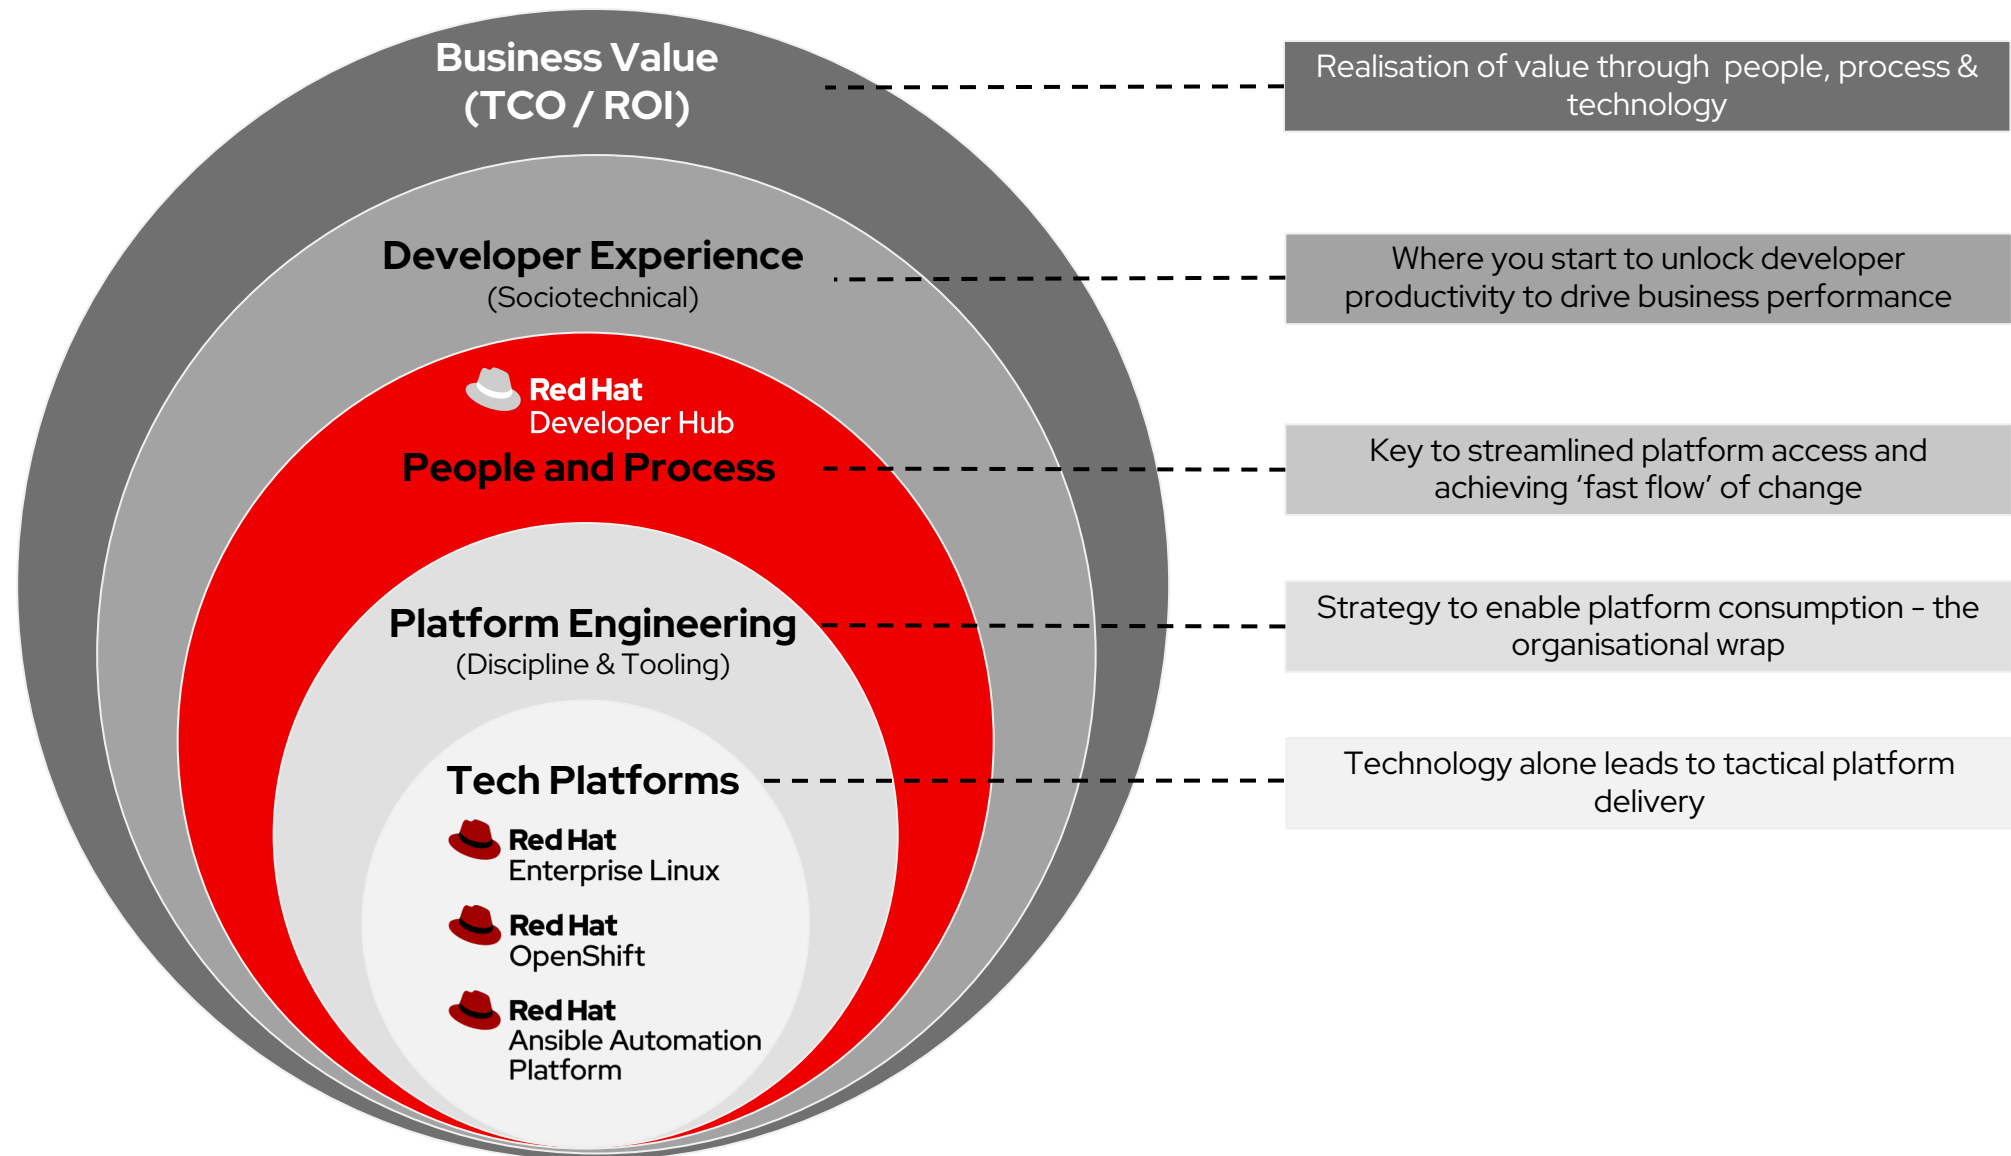 Business Value
(TCO / ROI)
Realisation of value through people, process &
technology
Developer Experience
(Sociotechnical)
Where you start to unlock developer
productivity to drive business performance
Red Hat
Developer Hub
People and Process
Key to streamlined platform access and
achieving ‘fast flow’ of change
Platform Engineering
(Discipline & Tooling)
Strategy to enable platform consumption - the
organisational wrap
Tech Platforms
Technology alone leads to tactical platform
delivery
Red Hat
Enterprise Linux
Red Hat
OpenShift
Red Hat
Ansible Automation
Platform